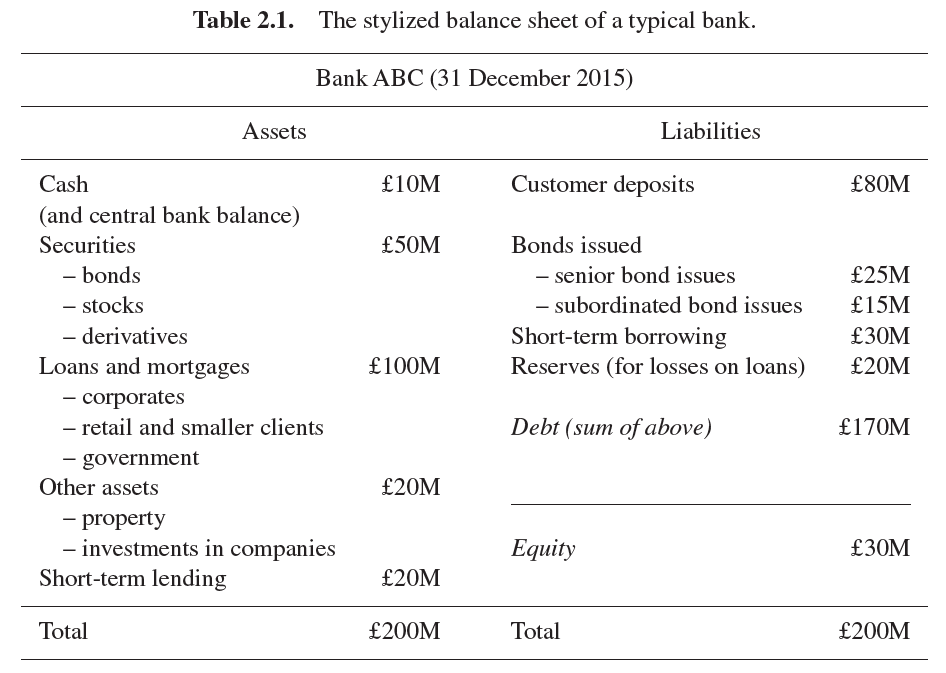 Table 2.1. The stylized balance sheet of a typical bank.
Bank ABC (31 December 2015)
Assets Liabilities
Cash £10M Customer deposits £80M
(and central bank balance)
Securities £50M Bonds issued
– bonds – senior bond issues £25M
– stocks – subordinated bond issues £15M
– derivatives Short-term borrowing £30M
Loans and mortgages £100M Reserves (for losses on loans) £20M
– corporates
– retail and smaller clients Debt (sum of above) £170M
– government
Other assets £20M
– property
– investments in companies Equity £30M
Short-term lending £20M
Total £200M Total £200M